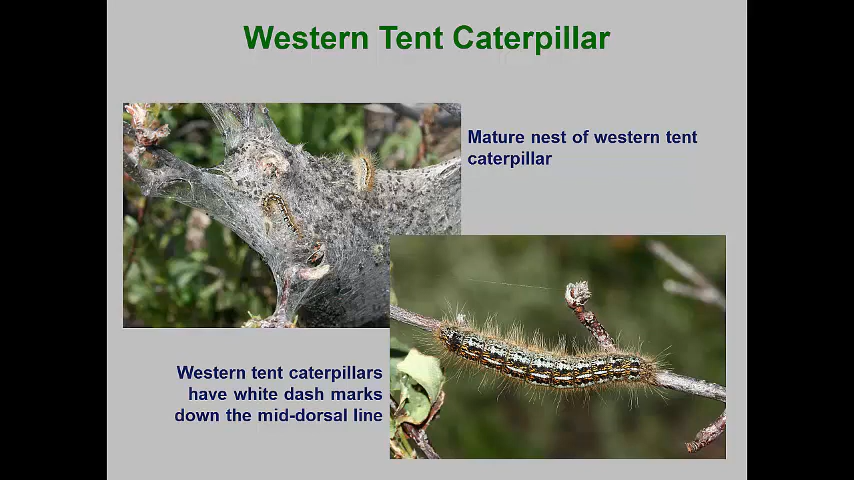 Western Tent Caterpillar
Mature nest of western tent
caterpillar
Western tent caterpillars
have white dash marks
down the mid-dorsal line